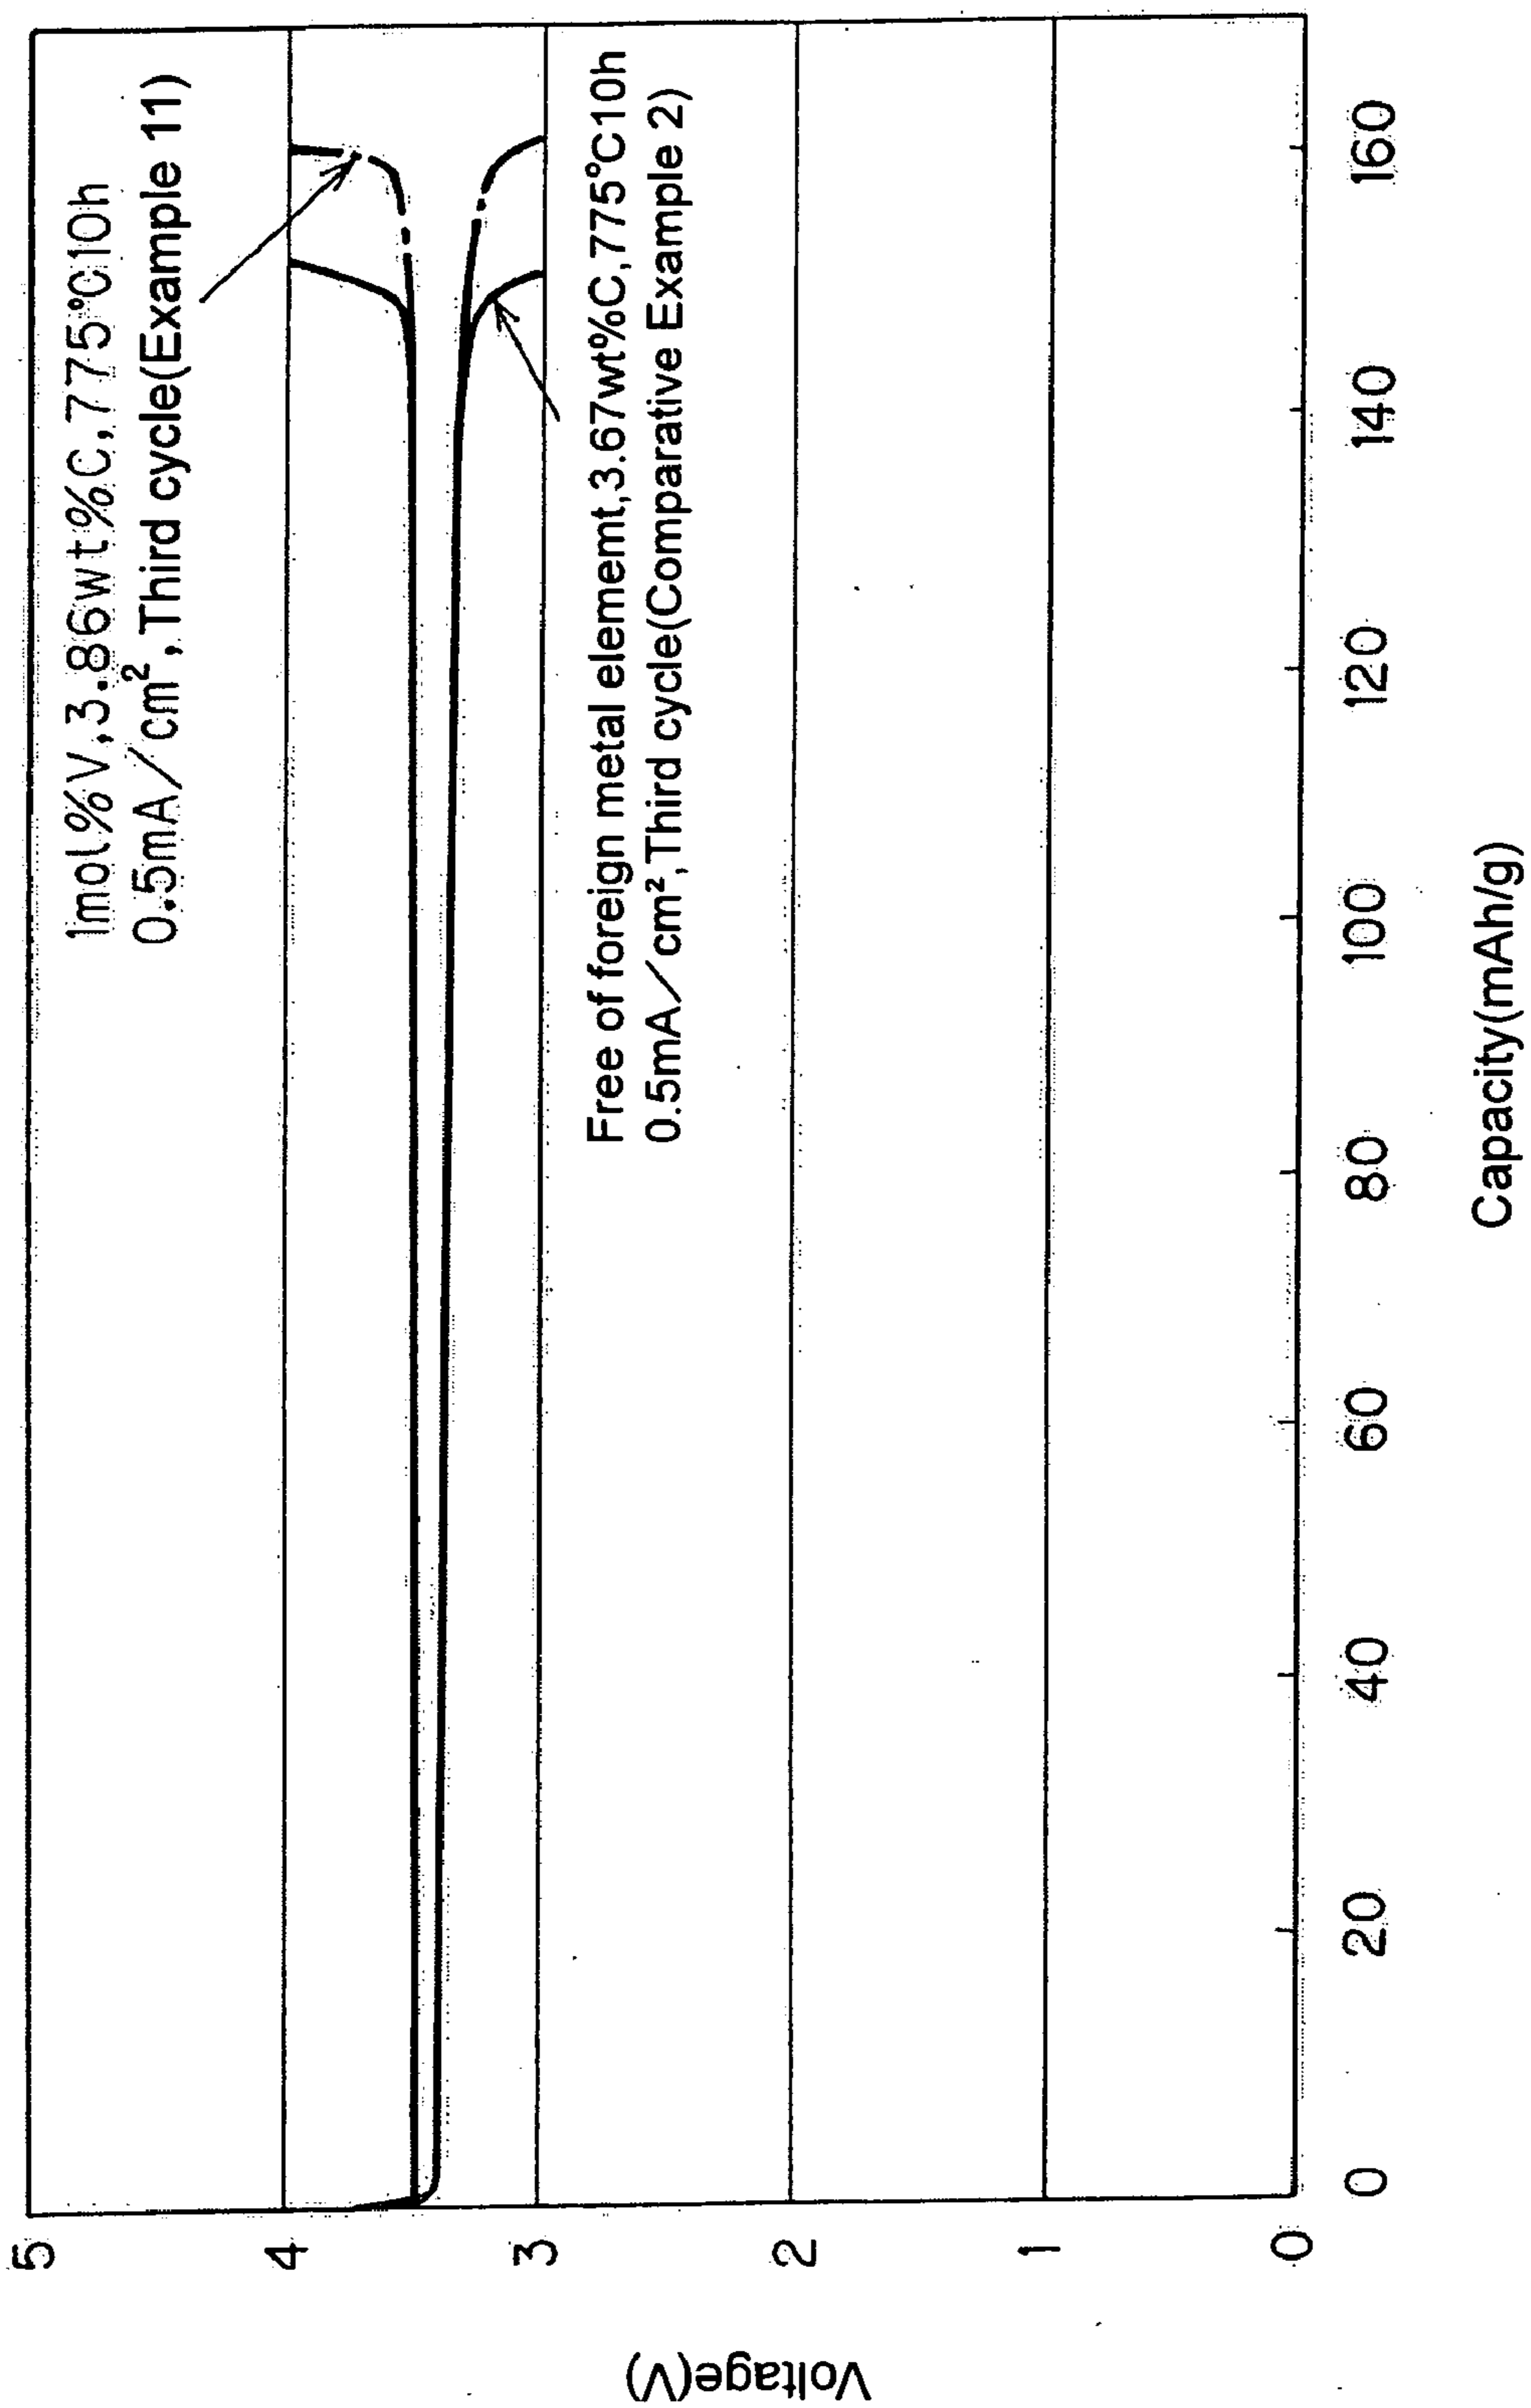 1mol%V,3.86wt%C,775°C10h
0.5mA/cm²,Third cycle(Example 11)
Free of foreign metal elememt,3.67wt%C,775°C10h
0.5mA/cm²,Third cycle(Comparative Example 2)
Voltage(V)
5
4
3
2
1
0
0
20
40
60
80
100
120
140
160
Capacity(mAh/g)